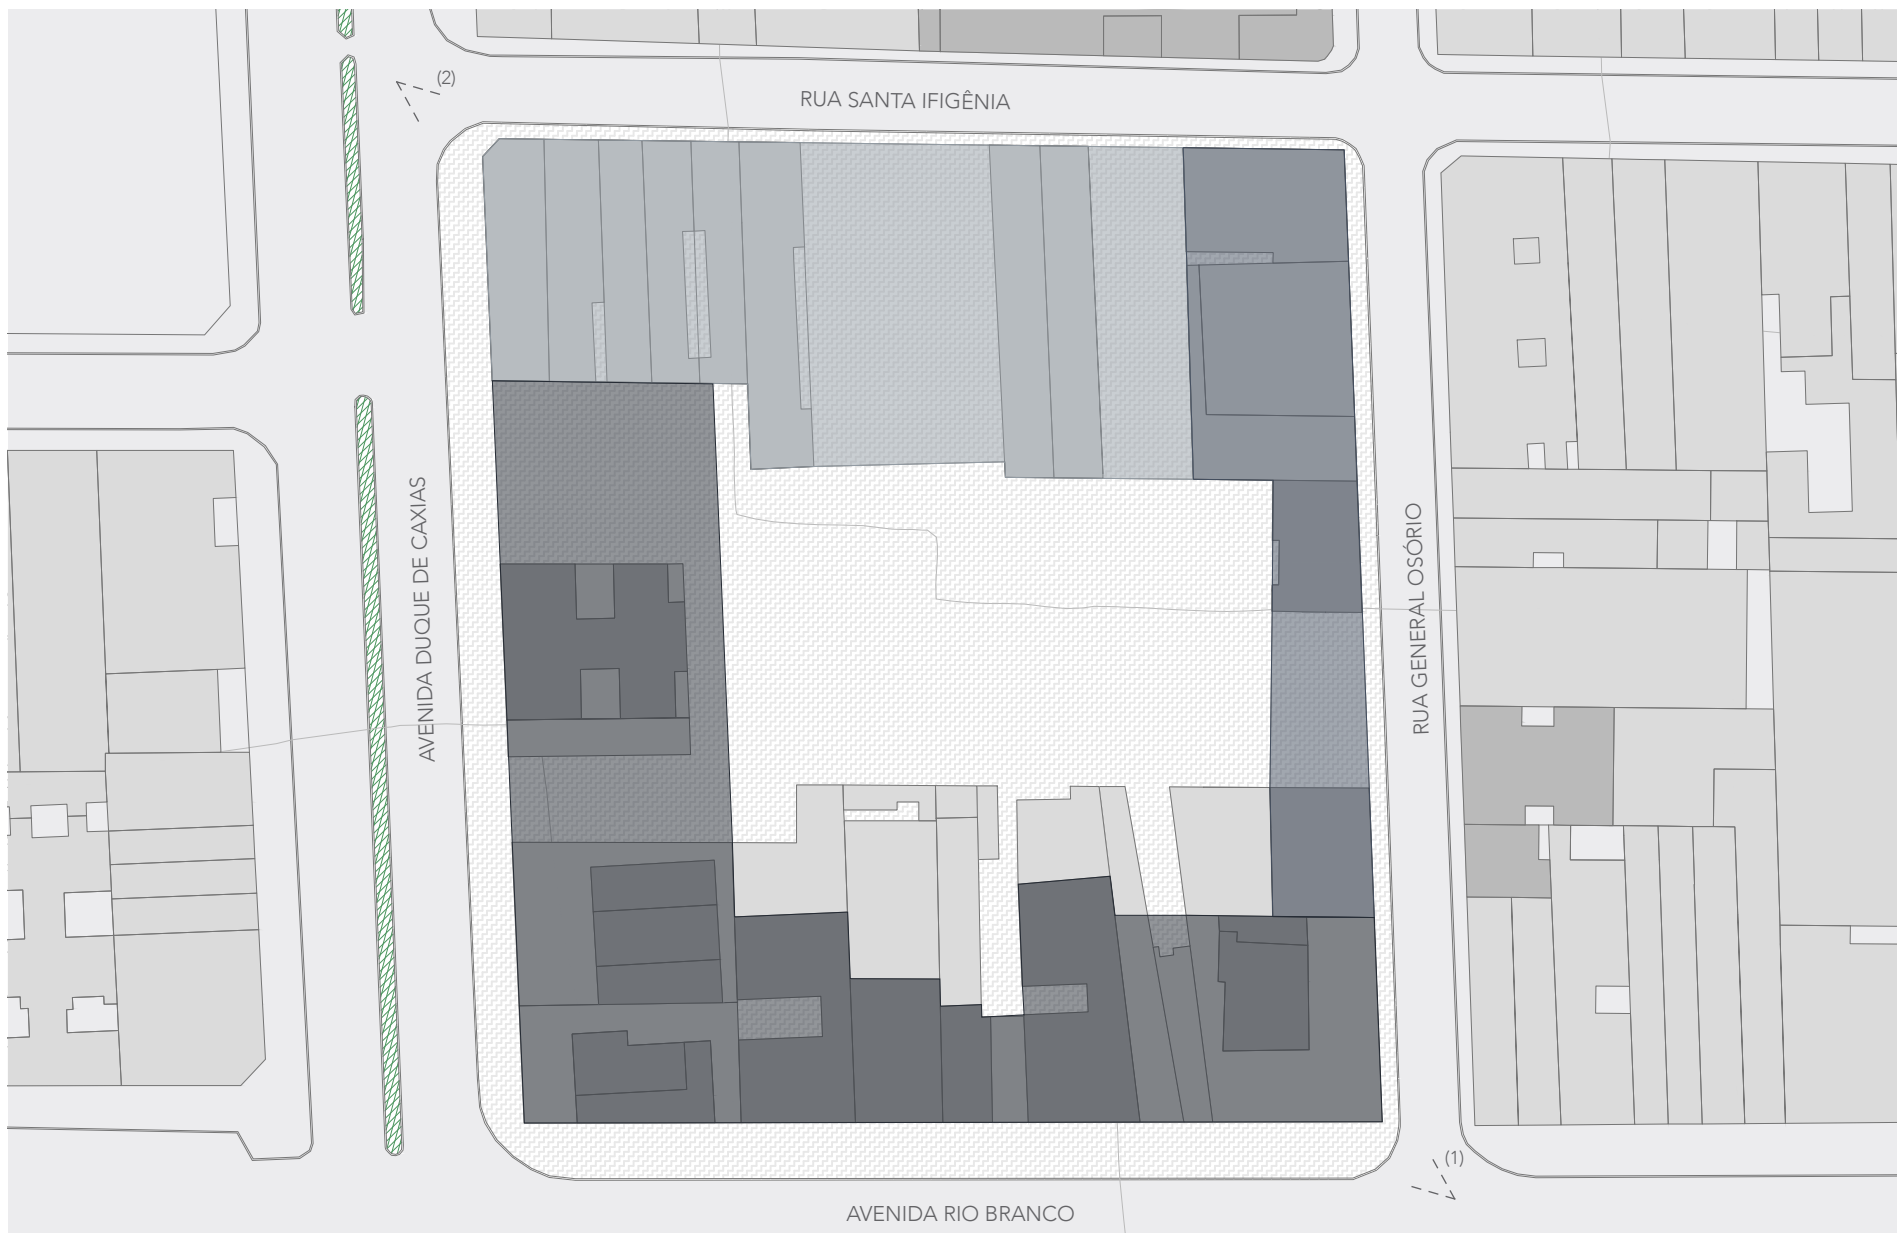 (2)
RUA SANTA IFIGÊNIA
AVENIDA DUQUE DE CAXIAS
RUA GENERAL OSÓRIO
(1)
AVENIDA RIO BRANCO